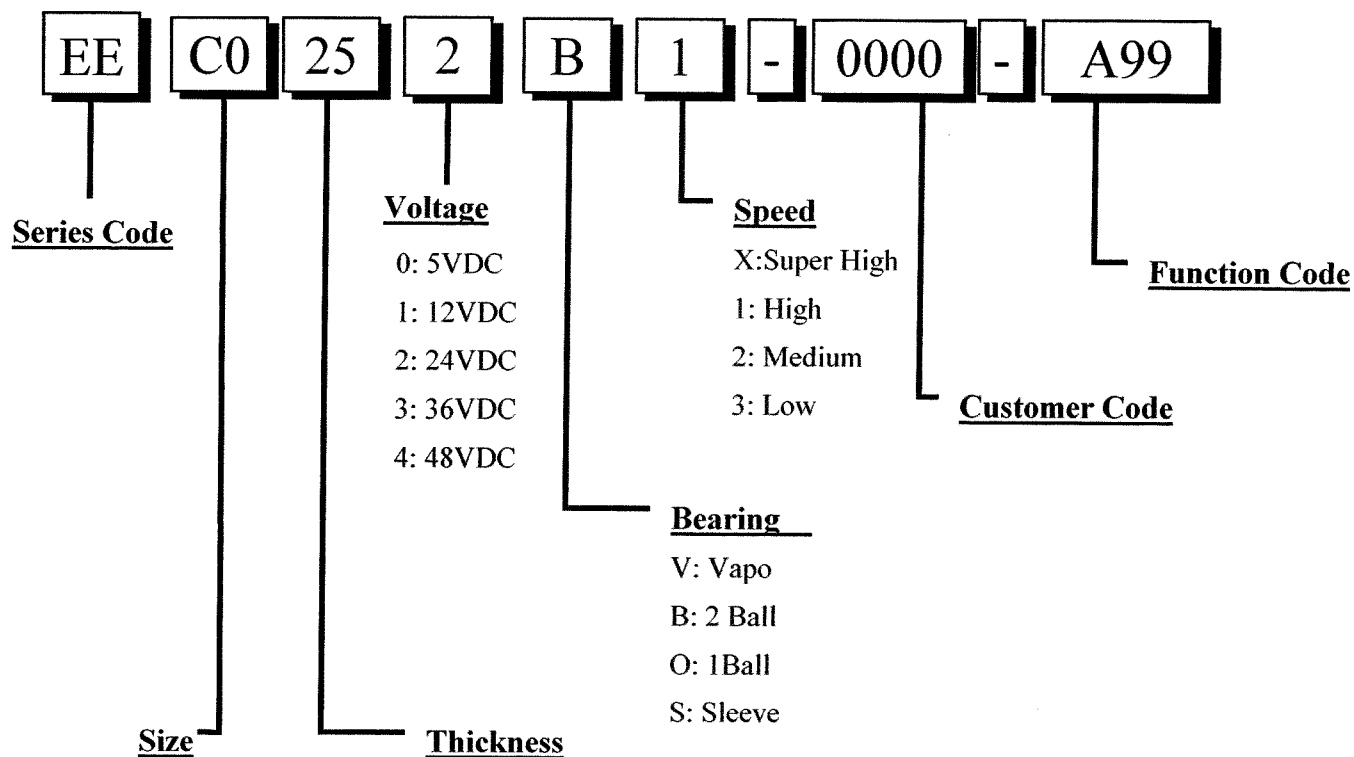 EE C0 25 2 B 1 - 0000 - A99
Series Code
Voltage
0: 5VDC
1: 12VDC
2: 24VDC
3: 36VDC
4: 48VDC
Speed
X:Super High
1: High
2: Medium
3: Low
Function Code
Customer Code
Bearing
V: Vapo
B: 2 Ball
O: 1Ball
S: Sleeve
Size
Thickness